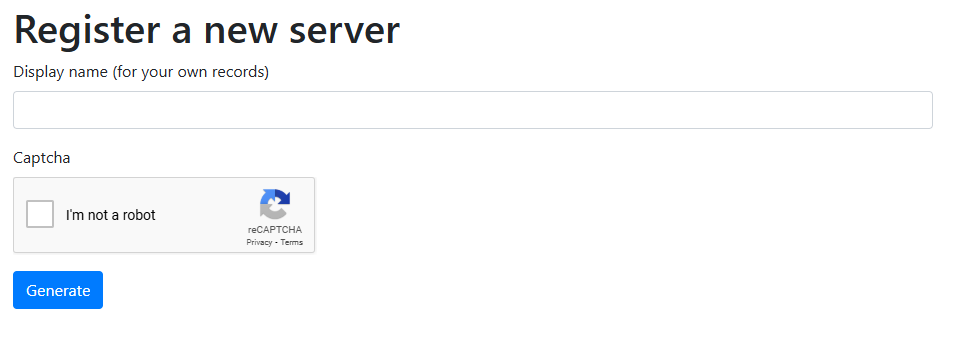 Register a new server
Display name (for your own records)
Captcha
I'm not a robot
reCAPTCHA
Privacy - Terms
Generate